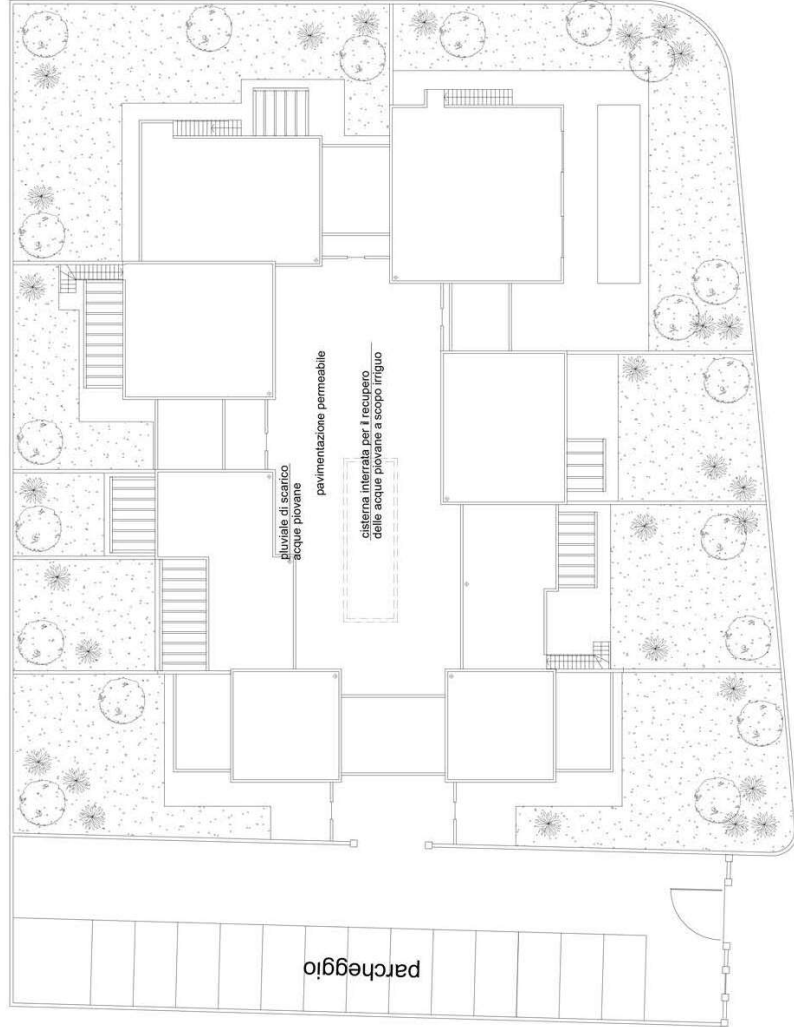 pluviale di scarico
acque piovane
pavimentazione permeabile
cisterna interrata per il recupero
delle acque piovane a scopo irriguo
parcheggio